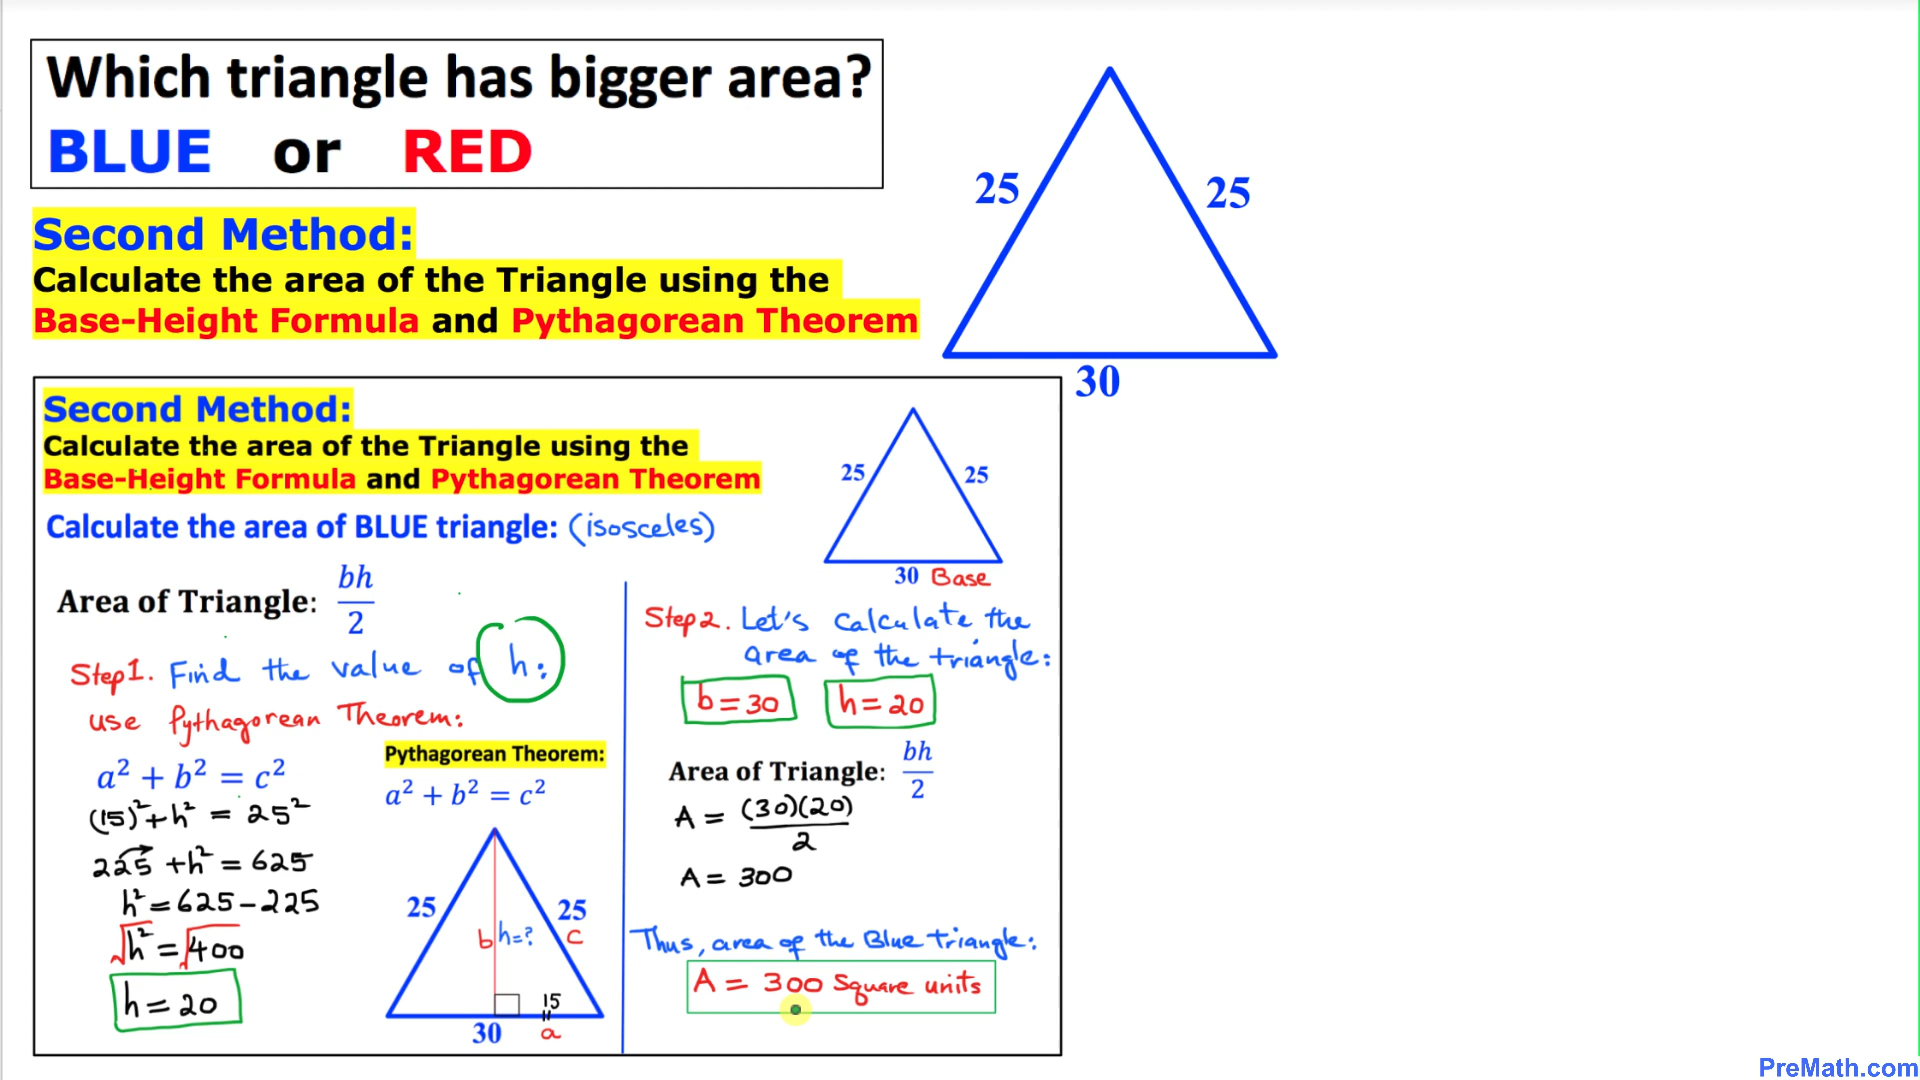 Which triangle has bigger area?
BLUE or RED
Second Method:
Calculate the area of the Triangle using the
Base-Height Formula and Pythagorean Theorem
25
25
30
Second Method:
Calculate the area of the Triangle using the
Base-Height Formula and Pythagorean Theorem
Calculate the area of BLUE triangle: (isosceles)
25
25
30 Base
Area of Triangle: bh/2
Step1. Find the value of h:
use Pythagorean Theorem:
a² + b² = c²
(15)² + h² = 25²
225 + h² = 625
h² = 625 - 225
√h² = √400
h = 20
Pythagorean Theorem:
a² + b² = c²
25
25
b h=? c
15
30 a
Step2. Let's calculate the
area of the triangle:
b = 30 h = 20
Area of Triangle: bh/2
A = (30)(20)/2
A = 300
Thus, area of the Blue triangle:
A = 300 Square units
PreMath.com